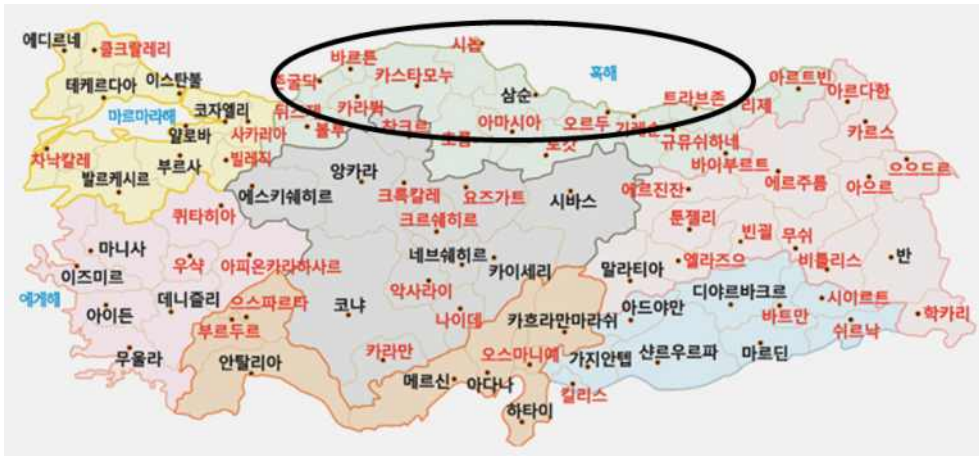 에디르네
클크랄레리
테케르다아
이스탄불
마르마라해
코자엘리
얄로바
사카리아
차낙칼레
부르사
빌레직
발르케시르
바르튼
시놉
흑해
존굴닥
카스타모누
뒤즈제
카라뷕
삼순
볼루
찬크르
아마시아
오르두
트라브존
리제
아르트빈
아르다한
초룸
토캇
기레순
규뮤쉬하네
카르스
바이부르트
앙카라
에스키쉐히르
크륵칼레
요즈가트
시바스
에르진잔
에르주룸
아으르
ㅇㅇ드르
퀴타히아
크르쉐히르
툰젤리
빈괼
무쉬
마니사
우샥
아피온카라히사르
네브쉐히르
카이세리
말라티아
엘라즈으
비틀리스
반
이즈미르
에게해
악사라이
데니즐리
으스파르타
코냐
나이데
아드야만
디야르바크르
시이르트
아이든
부르두르
카흐라만마라쉬
바트만
쉬르낙
학카리
무울라
안탈리아
카라만
오스마니예
가지안텝
샨르우르파
마르딘
메르신
아다나
킬리스
하타이